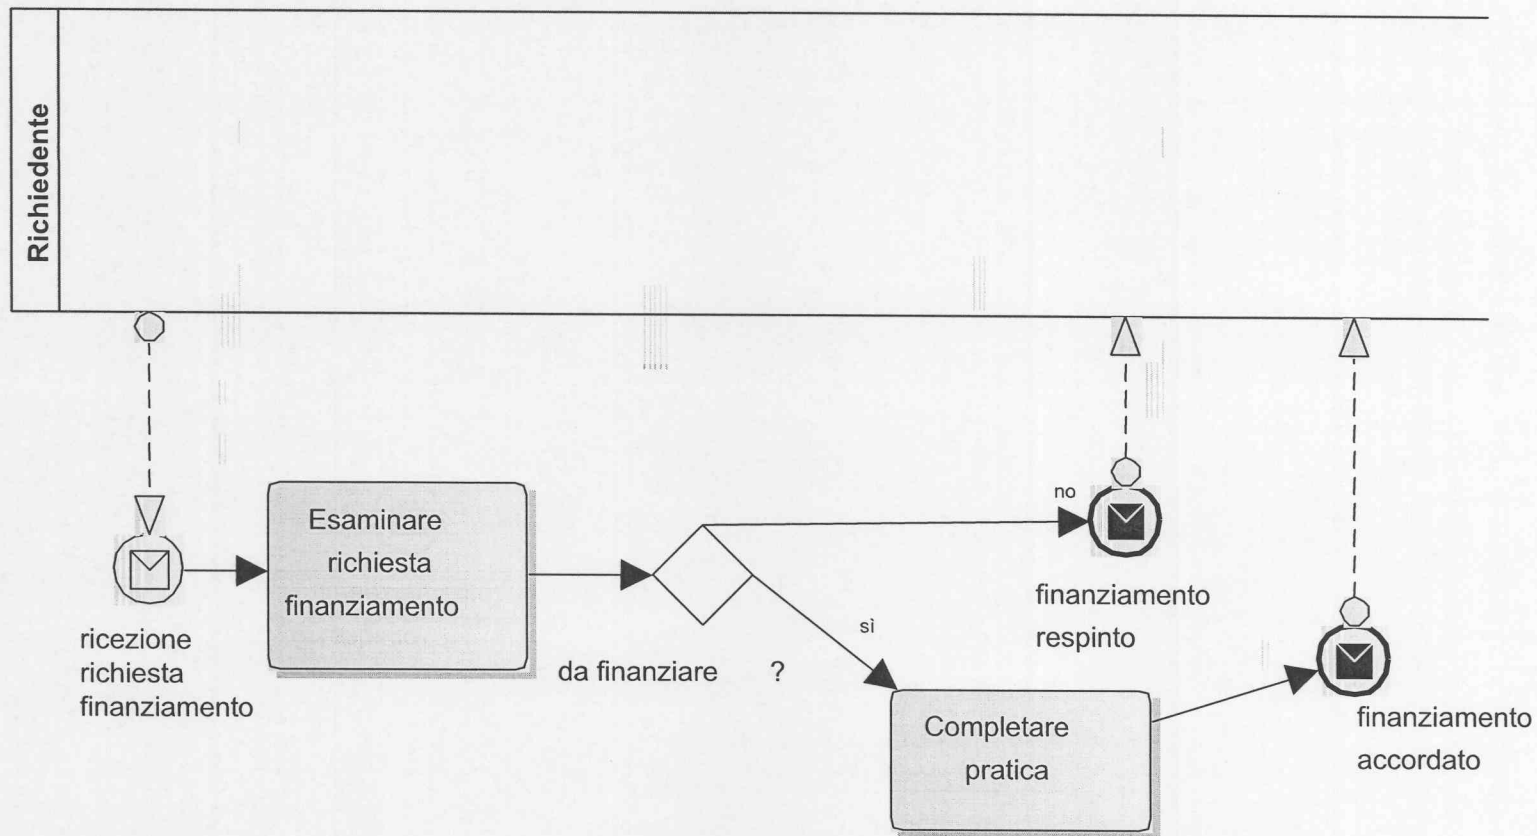 Richiedente
ricezione
richiesta
finanziamento
Esaminare
richiesta
finanziamento
da finanziare ?
no
sì
finanziamento
respinto
Completare
pratica
finanziamento
accordato